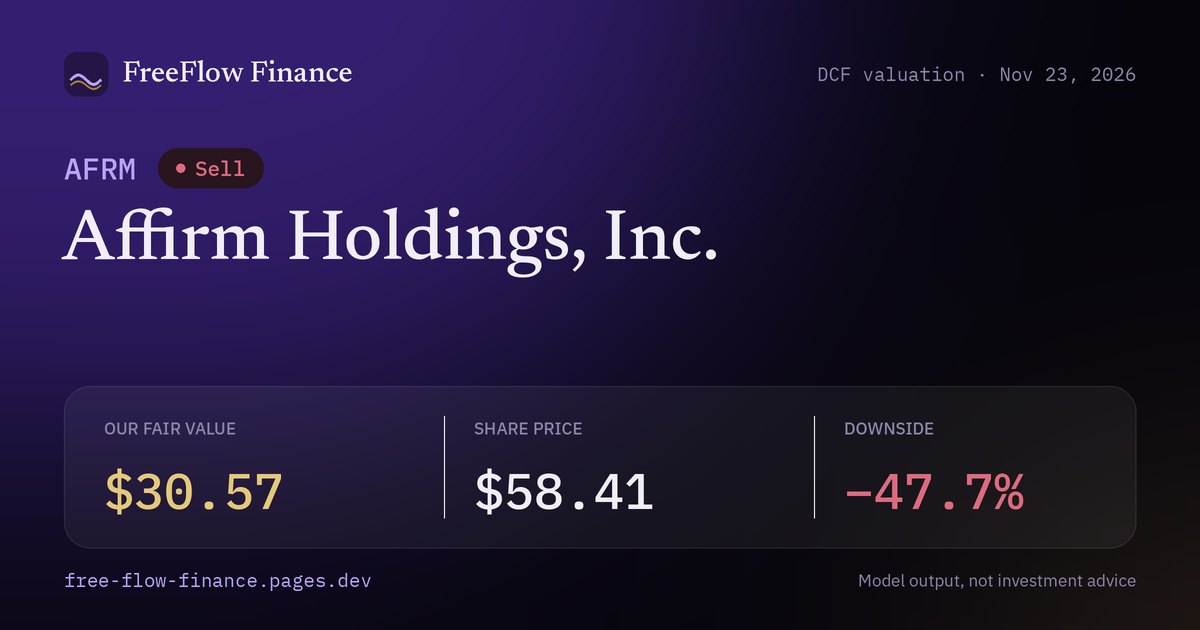 FreeFlow Finance
DCF valuation · Nov 23, 2026
AFRM
Sell
Affirm Holdings, Inc.
OUR FAIR VALUE
SHARE PRICE
DOWNSIDE
$30.57
$58.41
−47.7%
free-flow-finance.pages.dev
Model output, not investment advice